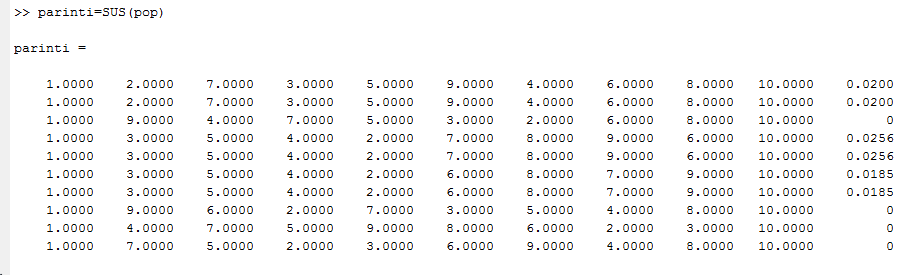 >> parinti=SUS(pop)
parinti =
1.0000 2.0000 7.0000 3.0000 5.0000 9.0000 4.0000 6.0000 8.0000 10.0000 0.0200
1.0000 2.0000 7.0000 3.0000 5.0000 9.0000 4.0000 6.0000 8.0000 10.0000 0.0200
1.0000 9.0000 4.0000 7.0000 5.0000 3.0000 2.0000 6.0000 8.0000 10.0000 0
1.0000 3.0000 5.0000 4.0000 2.0000 7.0000 8.0000 9.0000 6.0000 10.0000 0.0256
1.0000 3.0000 5.0000 4.0000 2.0000 7.0000 8.0000 9.0000 6.0000 10.0000 0.0256
1.0000 3.0000 5.0000 4.0000 2.0000 6.0000 8.0000 7.0000 9.0000 10.0000 0.0185
1.0000 3.0000 5.0000 4.0000 2.0000 6.0000 8.0000 7.0000 9.0000 10.0000 0.0185
1.0000 9.0000 6.0000 2.0000 7.0000 3.0000 5.0000 4.0000 8.0000 10.0000 0
1.0000 4.0000 7.0000 5.0000 9.0000 8.0000 6.0000 2.0000 3.0000 10.0000 0
1.0000 7.0000 5.0000 2.0000 3.0000 6.0000 9.0000 4.0000 8.0000 10.0000 0